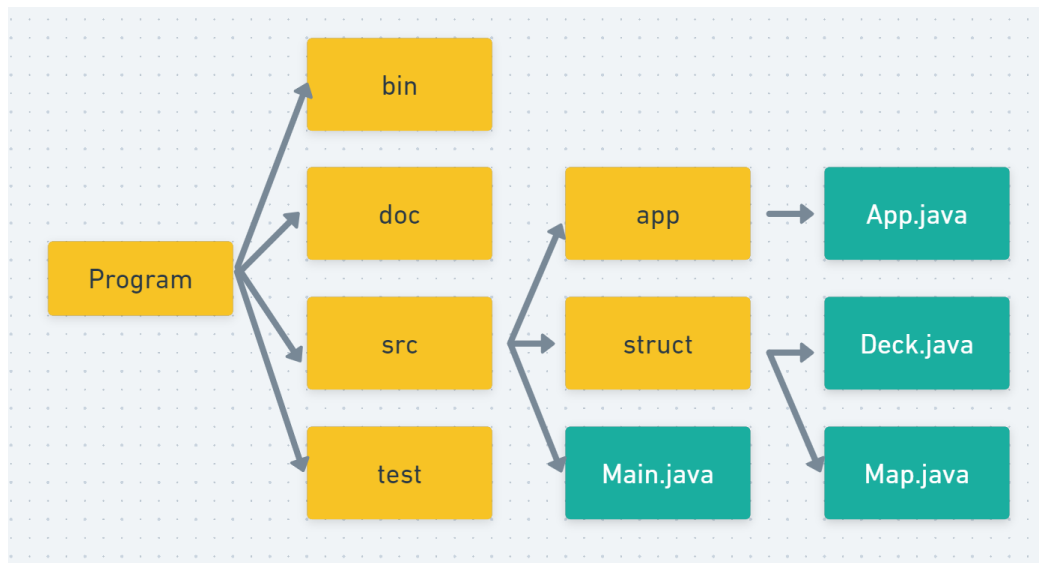 bin
doc
app
App.java
Program
src
struct
Deck.java
test
Main.java
Map.java